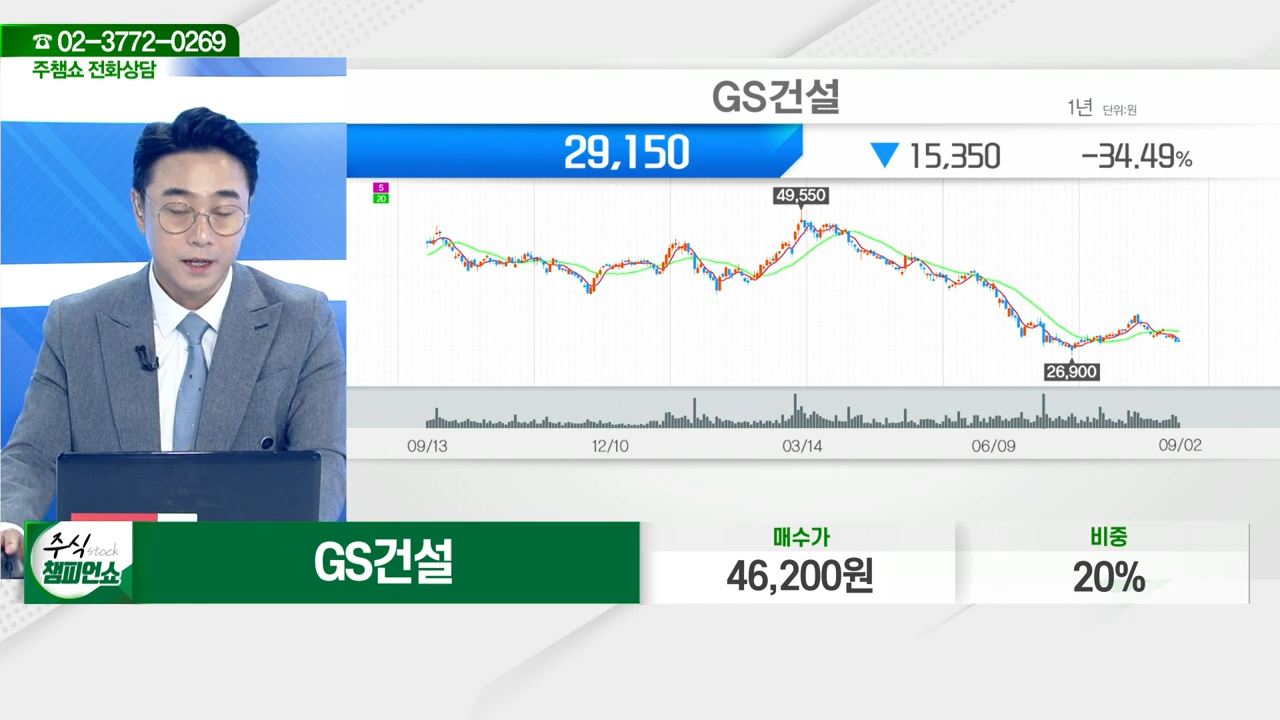 ☎ 02-3772-0269
주챔쇼 전화상담
GS건설
1년 단위:원
29,150
▼ 15,350
-34.49%
5
20
49,550
26,900
09/13
12/10
03/14
06/09
09/02
주식 stock
챔피언쇼
GS건설
매수가
46,200원
비중
20%